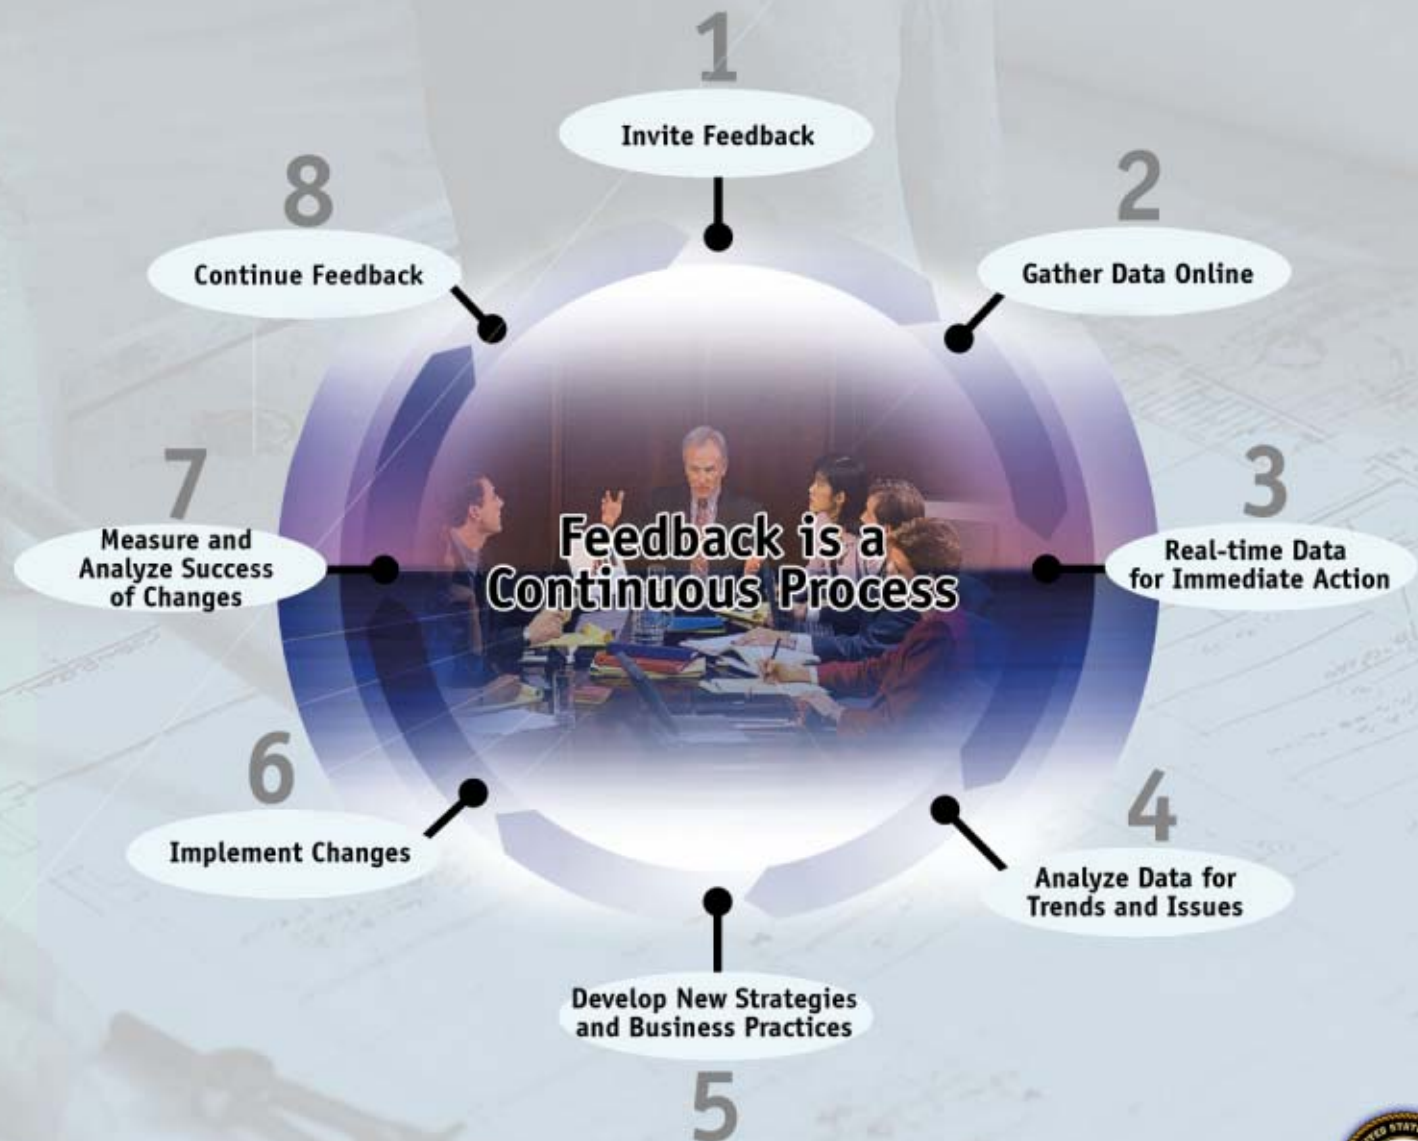 1
Invite Feedback
2
Gather Data Online
3
Real-time Data
for Immediate Action
4
Analyze Data for
Trends and Issues
5
Develop New Strategies
and Business Practices
6
Implement Changes
7
Measure and
Analyze Success
of Changes
8
Continue Feedback
Feedback is a
Continuous Process